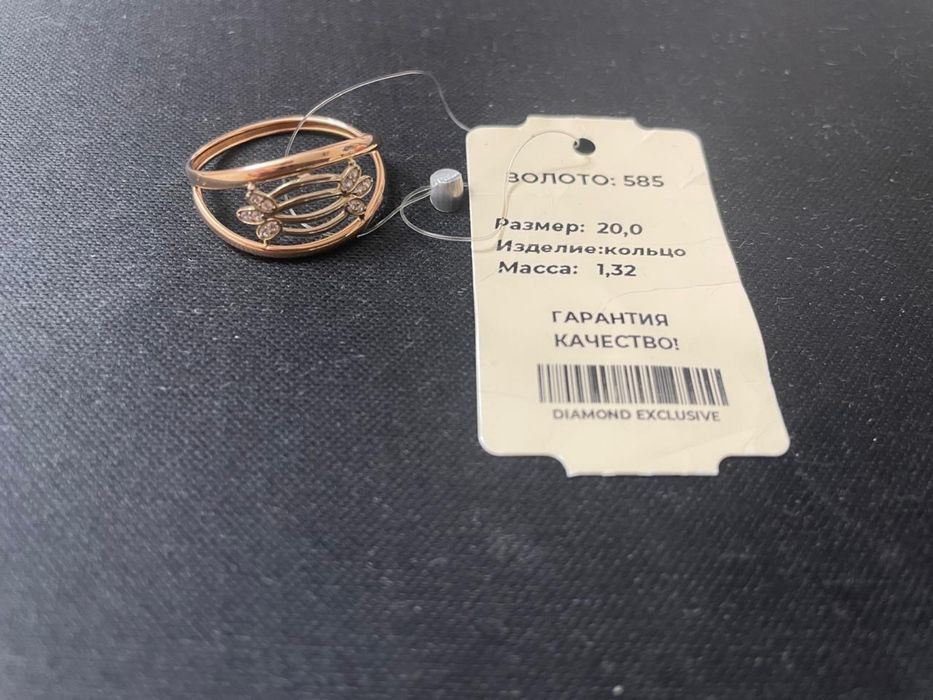 ЗОЛОТО: 585
Размер: 20,0
Изделие:кольцо
Масса: 1,32
ГАРАНТИЯ
КАЧЕСТВО!
DIAMOND EXCLUSIVE